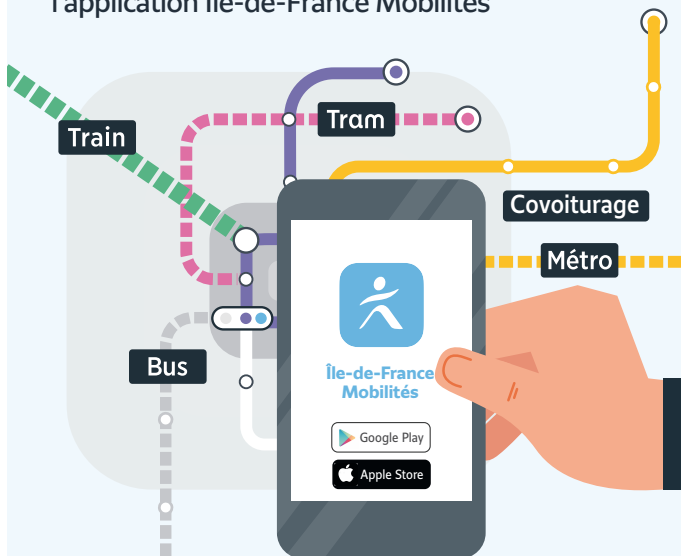 l'application Île-de-France Mobilités
Train
Tram
Covoiturage
Métro
Bus
Île-de-France
Mobilités
Google Play
Apple Store